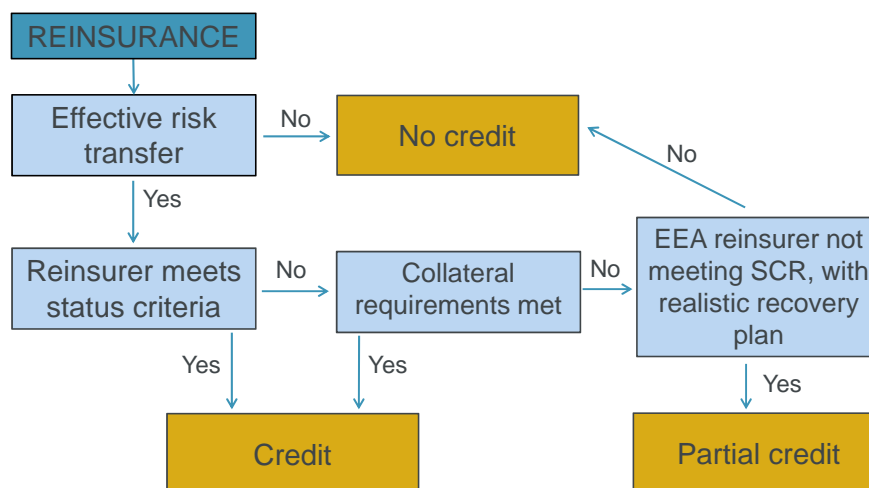 REINSURANCE
Effective risk
transfer
No
No credit
No
Yes
Reinsurer meets
status criteria
No
Collateral
requirements met
No
EEA reinsurer not
meeting SCR, with
realistic recovery
plan
Yes
Yes
Yes
Credit
Partial credit